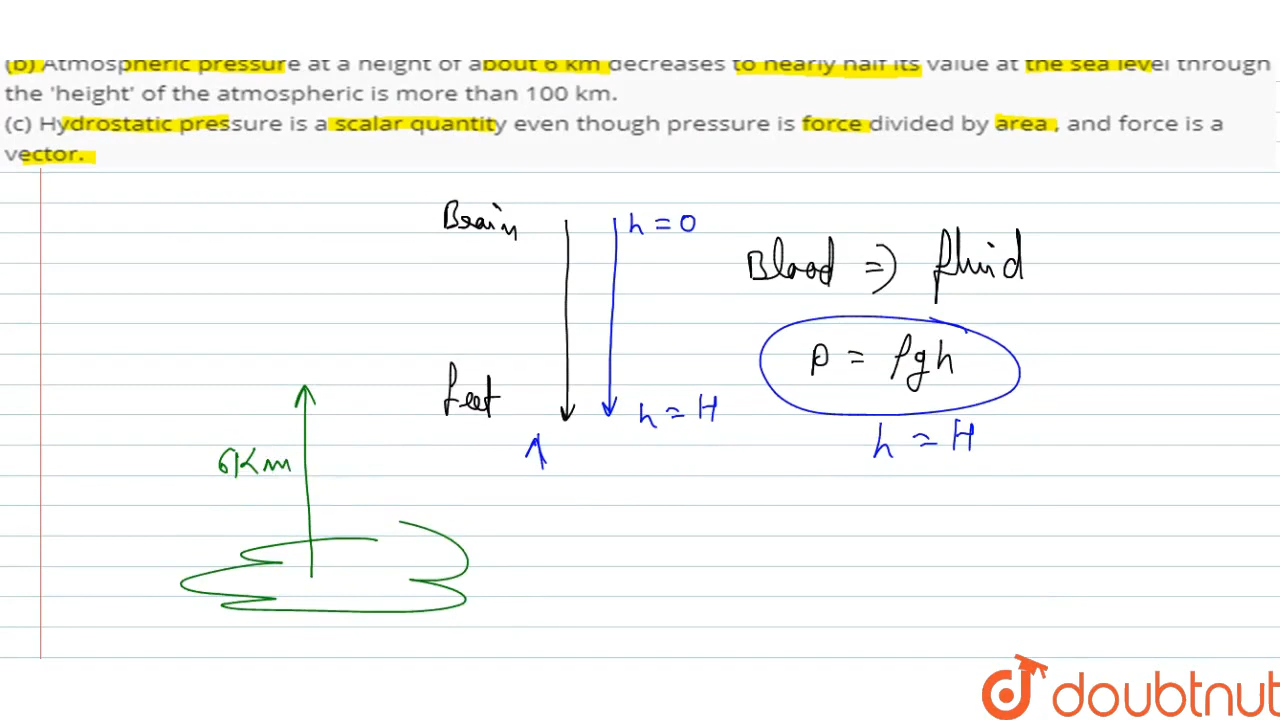 (b) Atmospheric pressure at a height of about 6 km decreases to nearly half its value at the sea level through
the 'height' of the atmospheric is more than 100 km.
(c) Hydrostatic pressure is a scalar quantity even though pressure is force divided by area , and force is a
vector.
Brain
h = 0
Blood ⇒ fluid
P = ρgh
feet
h = H
h = H
6Km
doubtnut